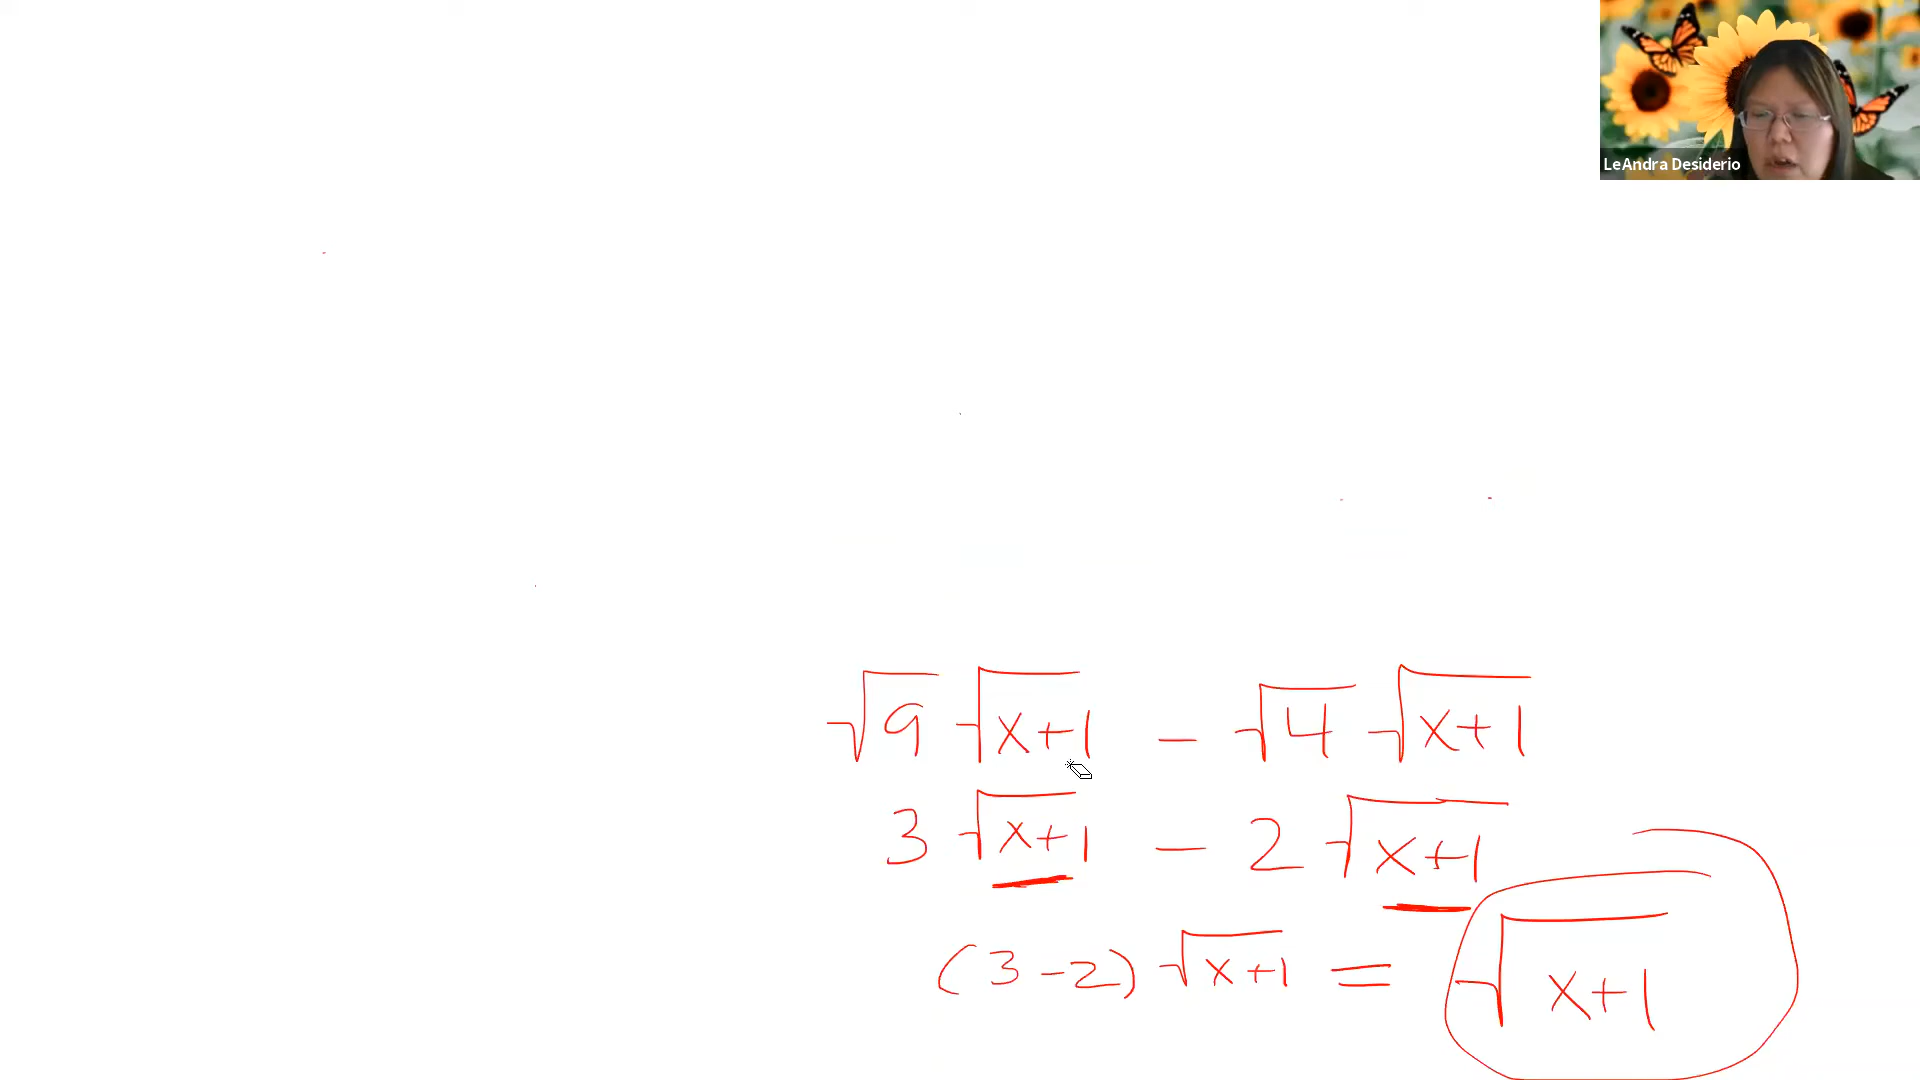 LeAndra Desiderio
√9 √x+1 − √4 √x+1
3 √x+1 − 2 √x+1
(3-2) √x+1 = √x+1